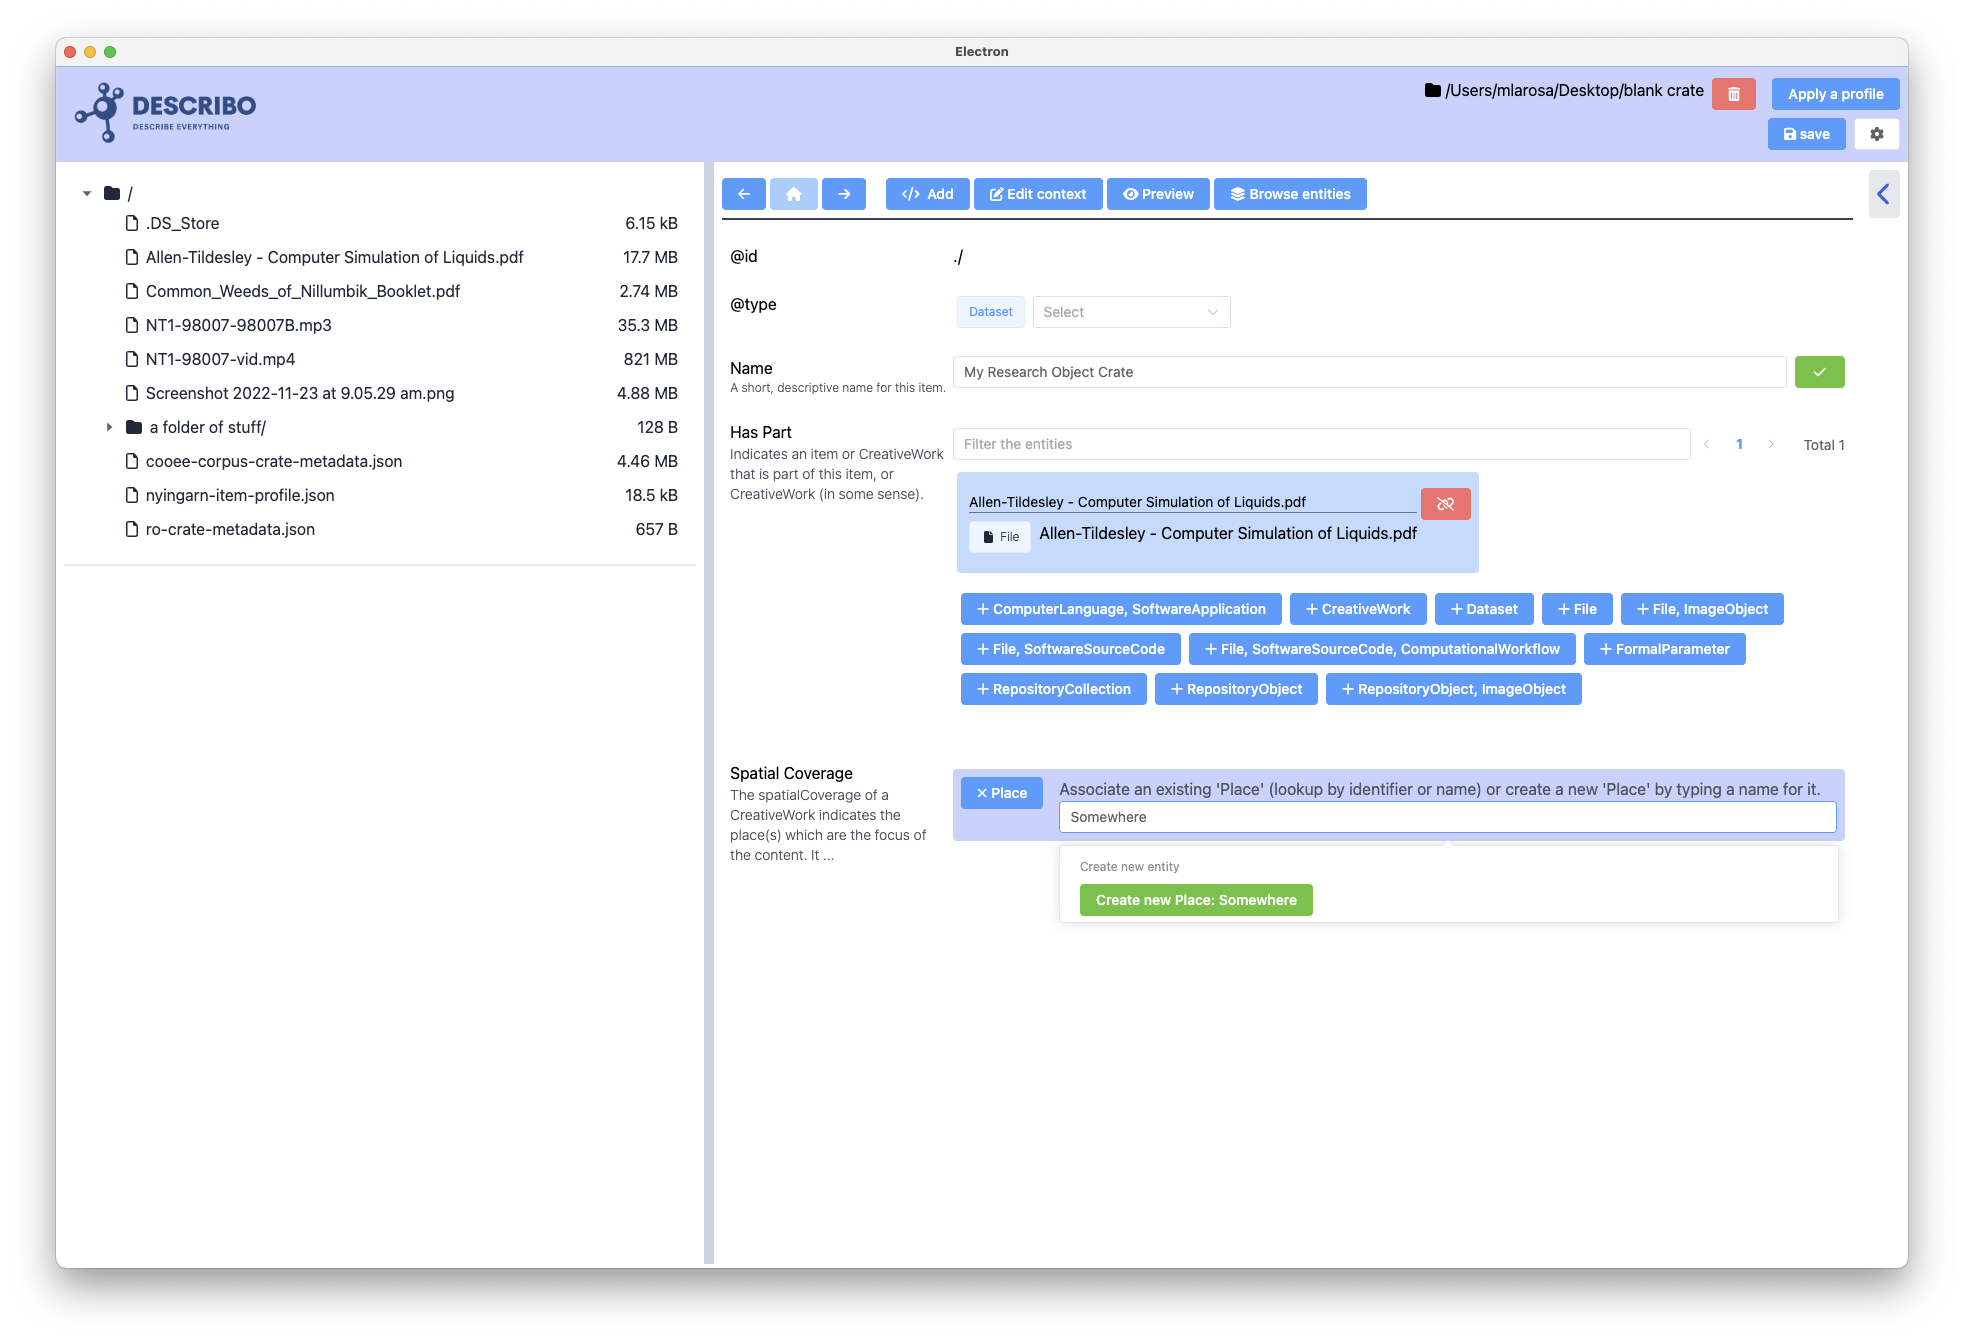 Electron
DESCRIBO
DESCRIBE EVERYTHING
/Users/mlarosa/Desktop/blank crate
Apply a profile
save
/
.DS_Store 6.15 kB
Allen-Tildesley - Computer Simulation of Liquids.pdf 17.7 MB
Common_Weeds_of_Nillumbik_Booklet.pdf 2.74 MB
NT1-98007-98007B.mp3 35.3 MB
NT1-98007-vid.mp4 821 MB
Screenshot 2022-11-23 at 9.05.29 am.png 4.88 MB
a folder of stuff/ 128 B
cooee-corpus-crate-metadata.json 4.46 MB
nyingarn-item-profile.json 18.5 kB
ro-crate-metadata.json 657 B
Add Edit context Preview Browse entities
@id ./
@type Dataset Select
Name My Research Object Crate
A short, descriptive name for this item.
Has Part
Indicates an item or CreativeWork
that is part of this item, or
CreativeWork (in some sense).
Filter the entities 1 Total 1
Allen-Tildesley - Computer Simulation of Liquids.pdf
File Allen-Tildesley - Computer Simulation of Liquids.pdf
+ ComputerLanguage, SoftwareApplication + CreativeWork + Dataset + File + File, ImageObject
+ File, SoftwareSourceCode + File, SoftwareSourceCode, ComputationalWorkflow + FormalParameter
+ RepositoryCollection + RepositoryObject + RepositoryObject, ImageObject
Spatial Coverage
The spatialCoverage of a
CreativeWork indicates the
place(s) which are the focus of
the content. It ...
× Place
Associate an existing 'Place' (lookup by identifier or name) or create a new 'Place' by typing a name for it.
Somewhere
Create new entity
Create new Place: Somewhere